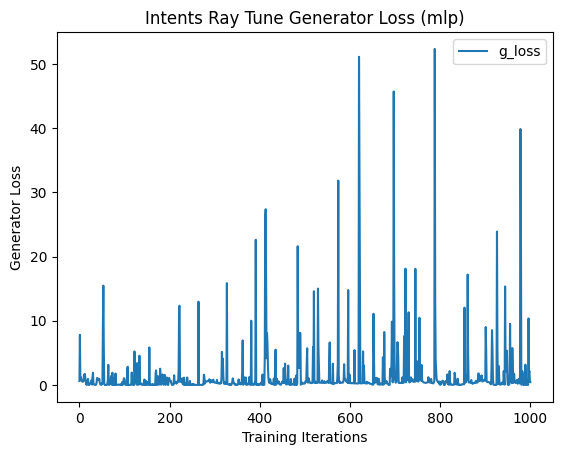 Intents Ray Tune Generator Loss (mlp)
g_loss
50
40
30
20
10
0
Generator Loss
0 200 400 600 800 1000
Training Iterations